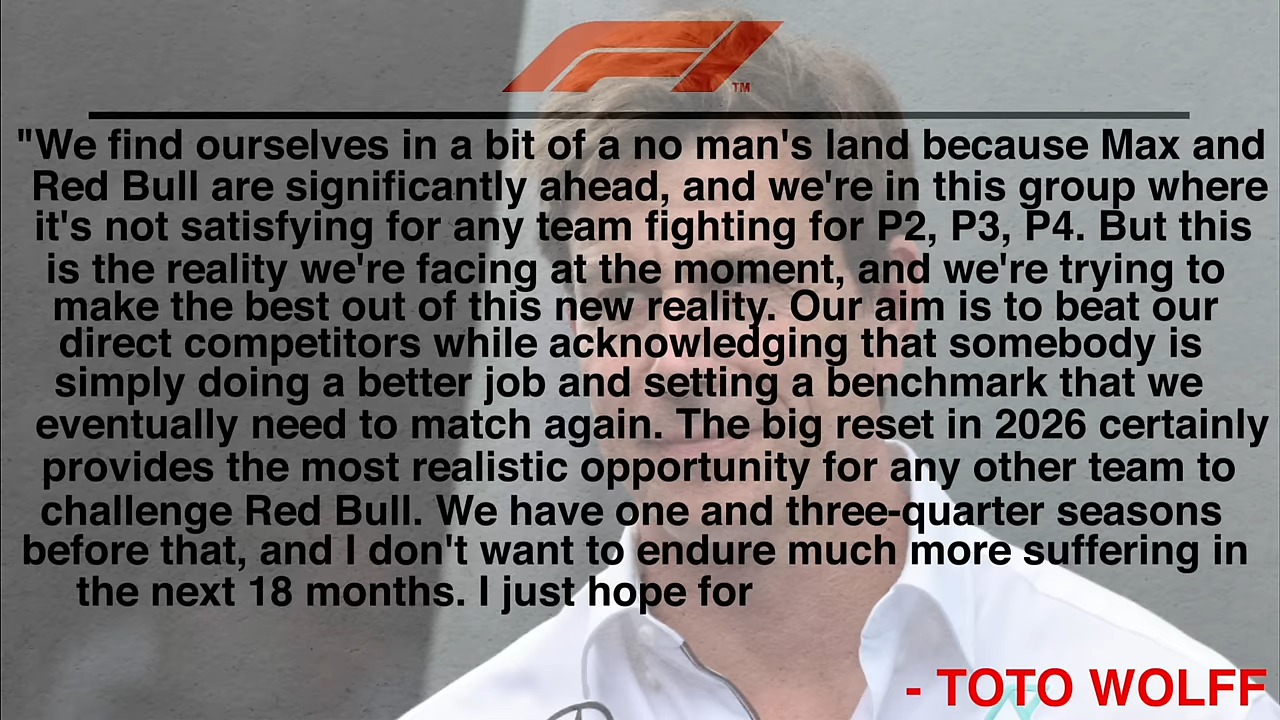 F1™
"We find ourselves in a bit of a no man's land because Max and
Red Bull are significantly ahead, and we're in this group where
it's not satisfying for any team fighting for P2, P3, P4. But this
is the reality we're facing at the moment, and we're trying to
make the best out of this new reality. Our aim is to beat our
direct competitors while acknowledging that somebody is
simply doing a better job and setting a benchmark that we
eventually need to match again. The big reset in 2026 certainly
provides the most realistic opportunity for any other team to
challenge Red Bull. We have one and three-quarter seasons
before that, and I don't want to endure much more suffering in
the next 18 months. I just hope for
- TOTO WOLFF